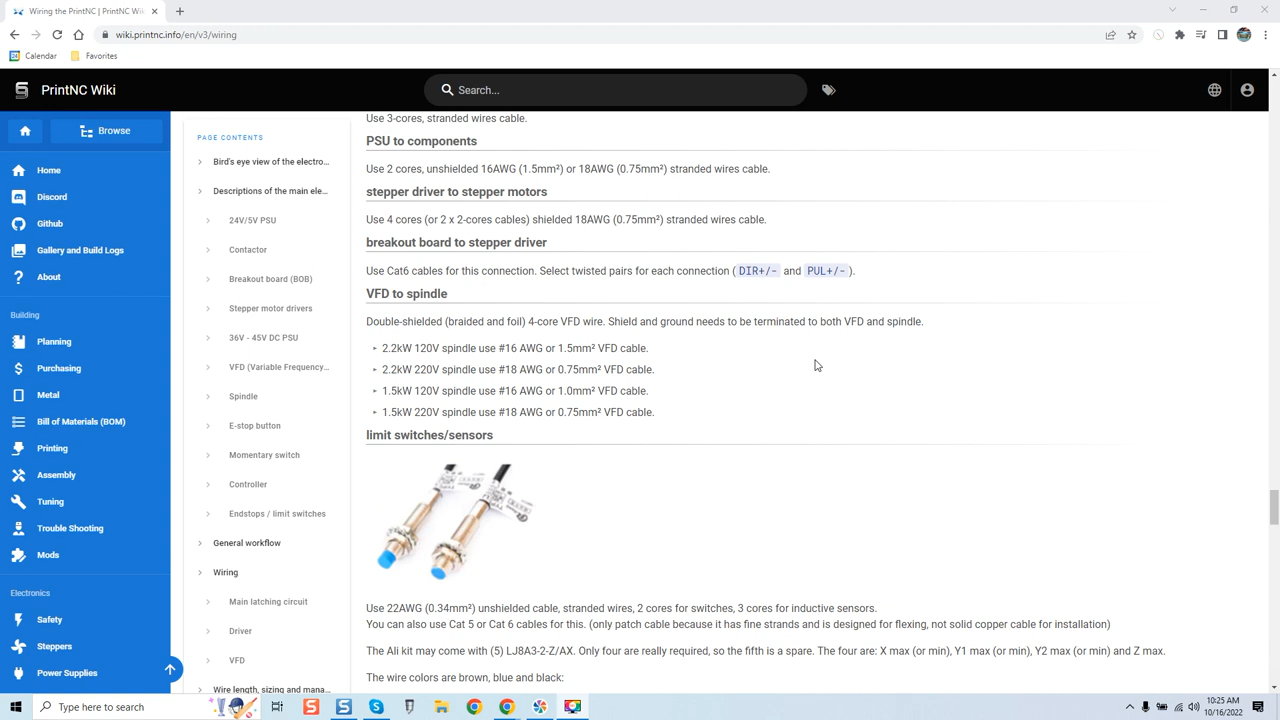 Wiring the PrintNC | PrintNC Wi
wiki.printnc.info/en/v3/wiring
Calendar
Favorites
PrintNC Wiki
Search...
Browse
Home
Discord
Github
Gallery and Build Logs
About
Building
Planning
Purchasing
Metal
Bill of Materials (BOM)
Printing
Assembly
Tuning
Trouble Shooting
Mods
Electronics
Safety
Steppers
Power Supplies
PAGE CONTENTS
Bird's eye view of the electro...
Descriptions of the main ele...
24V/5V PSU
Contactor
Breakout board (BOB)
Stepper motor drivers
36V - 45V DC PSU
VFD (Variable Frequency...
Spindle
E-stop button
Momentary switch
Controller
Endstops / limit switches
General workflow
Wiring
Main latching circuit
Driver
VFD
Wire length, sizing and mana...
Use 3-cores, stranded wires cable.
PSU to components
Use 2 cores, unshielded 16AWG (1.5mm²) or 18AWG (0.75mm²) stranded wires cable.
stepper driver to stepper motors
Use 4 cores (or 2 x 2-cores cables) shielded 18AWG (0.75mm²) stranded wires cable.
breakout board to stepper driver
Use Cat6 cables for this connection. Select twisted pairs for each connection ( DIR+/- and PUL+/- ).
VFD to spindle
Double-shielded (braided and foil) 4-core VFD wire. Shield and ground needs to be terminated to both VFD and spindle.
2.2kW 120V spindle use #16 AWG or 1.5mm² VFD cable.
2.2kW 220V spindle use #18 AWG or 0.75mm² VFD cable.
1.5kW 120V spindle use #16 AWG or 1.0mm² VFD cable.
1.5kW 220V spindle use #18 AWG or 0.75mm² VFD cable.
limit switches/sensors
Use 22AWG (0.34mm²) unshielded cable, stranded wires, 2 cores for switches, 3 cores for inductive sensors.
You can also use Cat 5 or Cat 6 cables for this. (only patch cable because it has fine strands and is designed for flexing, not solid copper cable for installation)
The Ali kit may come with (5) LJ8A3-2-Z/AX. Only four are really required, so the fifth is a spare. The four are: X max (or min), Y1 max (or min), Y2 max (or min) and Z max.
The wire colors are brown, blue and black:
Type here to search
10:25 AM
10/16/2022